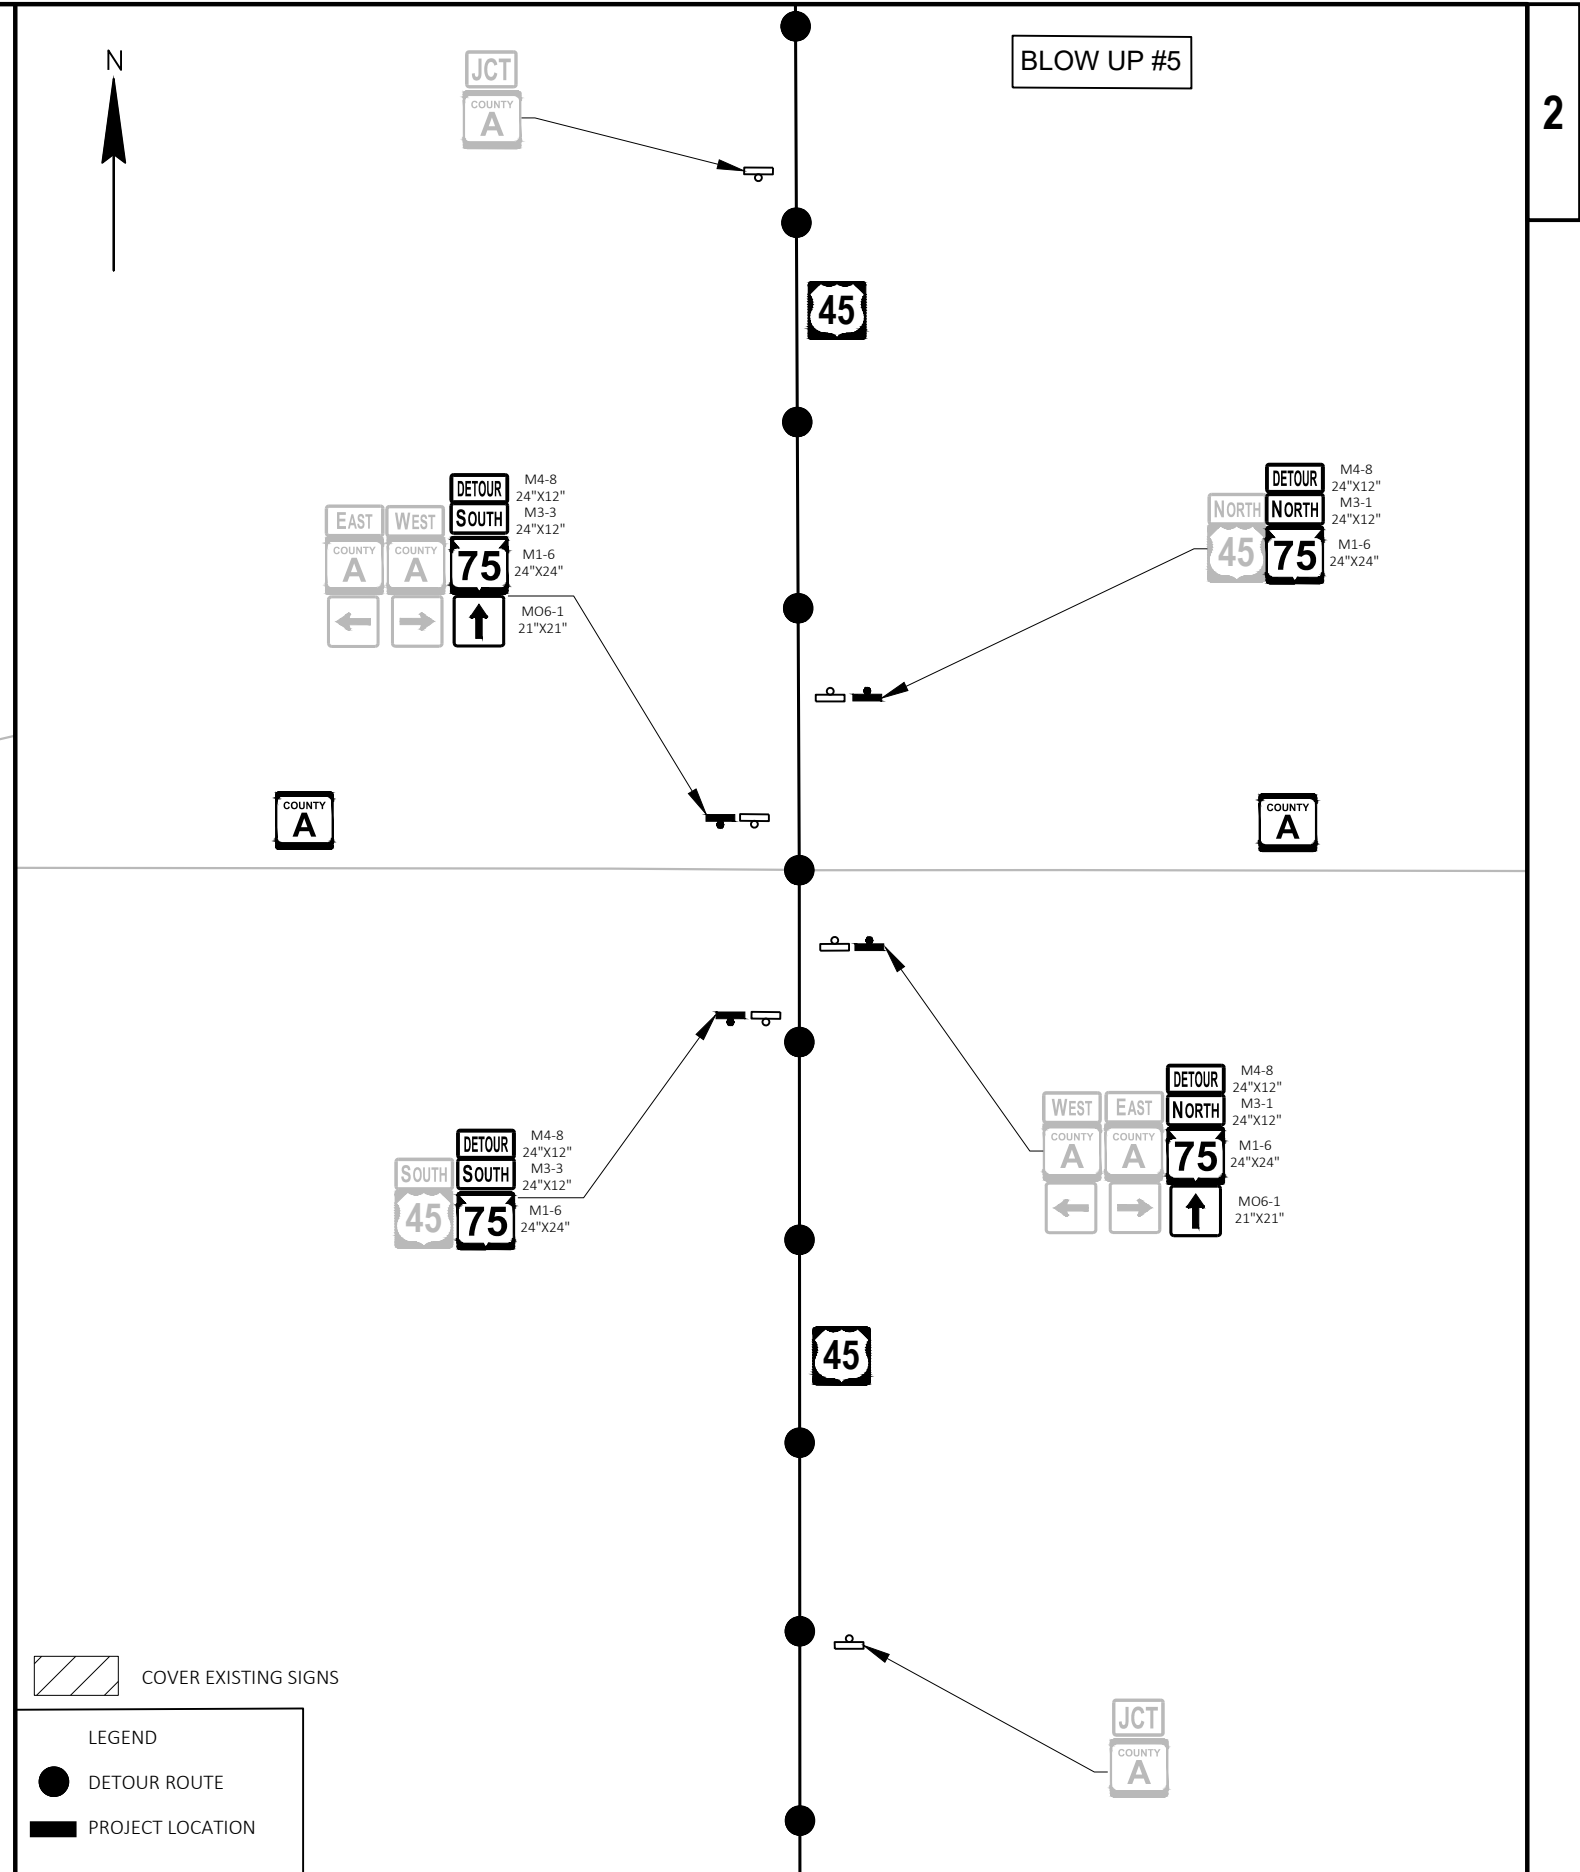 N
JCT
COUNTY
A
BLOW UP #5
2
45
DETOUR
SOUTH
75
M4-8
24"X12"
M3-3
24"X12"
M1-6
24"X24"
MO6-1
21"X21"
EAST
COUNTY
A
WEST
COUNTY
A
DETOUR
NORTH
75
M4-8
24"X12"
M3-1
24"X12"
M1-6
24"X24"
NORTH
45
COUNTY
A
COUNTY
A
DETOUR
NORTH
75
M4-8
24"X12"
M3-1
24"X12"
M1-6
24"X24"
MO6-1
21"X21"
WEST
COUNTY
A
EAST
COUNTY
A
DETOUR
SOUTH
75
M4-8
24"X12"
M3-3
24"X12"
M1-6
24"X24"
SOUTH
45
45
JCT
COUNTY
A
COVER EXISTING SIGNS
LEGEND
DETOUR ROUTE
PROJECT LOCATION